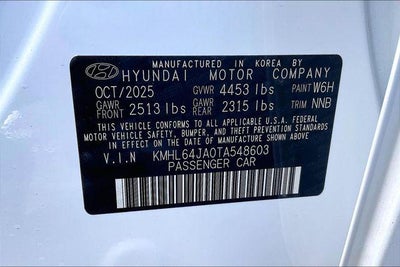 MANUFACTURED IN KOREA BY
HYUNDAI MOTOR COMPANY
OCT/2025 GVWR 4453 lbs PAINT W6H
GAWR FRONT 2513 lbs GAWR REAR 2315 lbs TRIM NNB
THIS VEHICLE CONFORMS TO ALL APPLICABLE U.S.A. FEDERAL
MOTOR VEHICLE SAFETY, BUMPER, AND THEFT PREVENTION STANDARDS
IN EFFECT ON THE DATE OF MANUFACTURE SHOWN ABOVE.
V.I.N KMHL64JA0TA548603
PASSENGER CAR